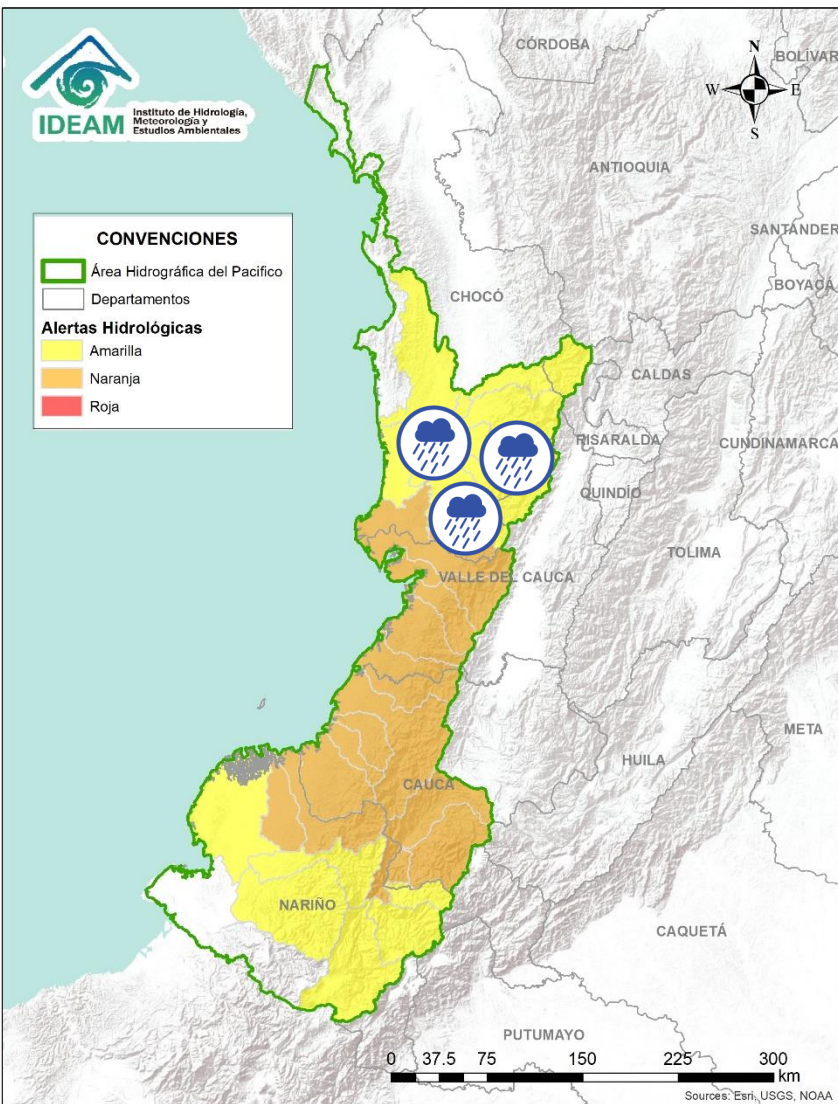 IDEAM
Instituto de Hidrología,
Meteorología y
Estudios Ambientales
CONVENCIONES
Área Hidrográfica del Pacifico
Departamentos
Alertas Hidrológicas
Amarilla
Naranja
Roja
N
W E
S
CÓRDOBA
BOLÍVAR
ANTIOQUIA
SANTANDER
BOYACÁ
CHOCÓ
CALDAS
RISARALDA
CUNDINAMARCA
QUINDÍO
TOLIMA
VALLE DEL CAUCA
META
HUILA
CAUCA
NARIÑO
CAQUETÁ
PUTUMAYO
0 37.5 75 150 225 300
km
Sources: Esri, USGS, NOAA